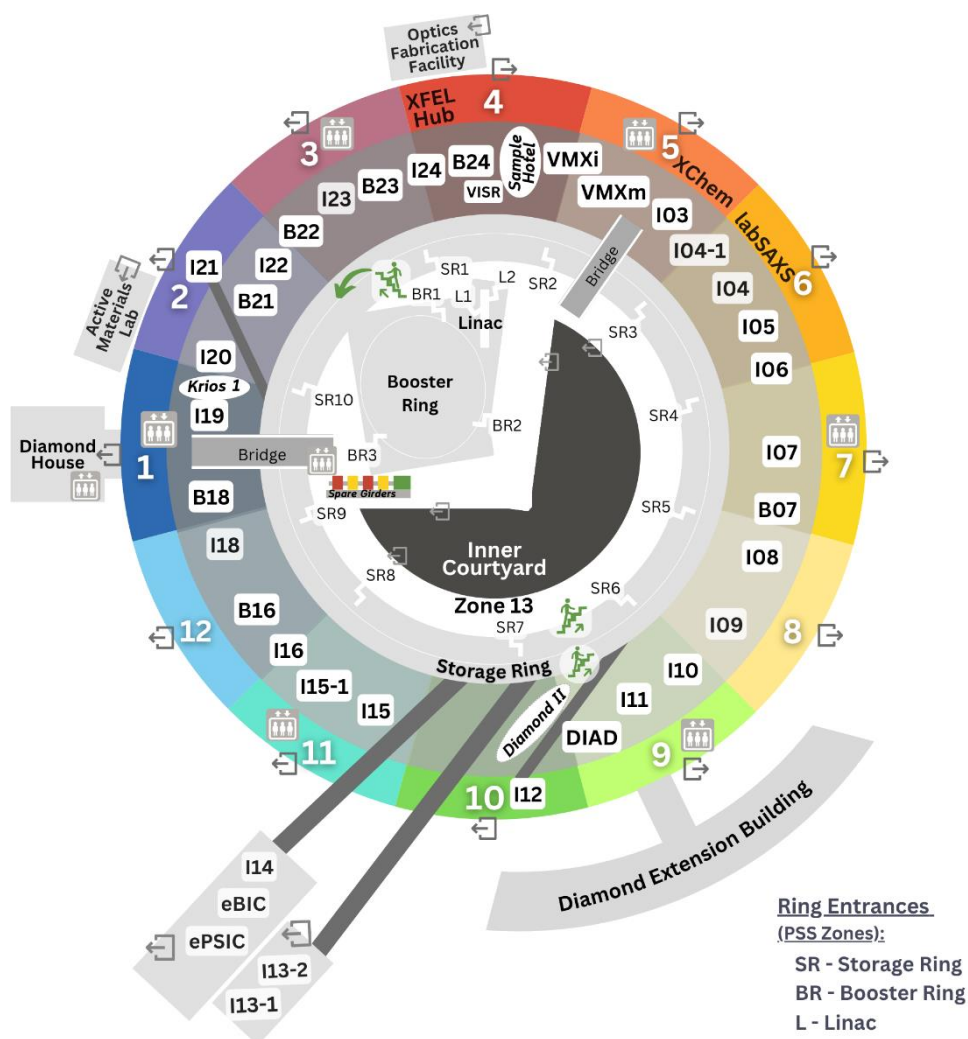 Optics
Fabrication
Facility
XFEL
Hub
4
3
5
XChem
labSAXS
6
2
Active
Materials
Lab
1
Diamond
House
7
12
8
11
9
10
I24
B24
VISR
Sample
Hotel
VMXi
VMXm
I03
I04-1
I04
I05
I06
I07
B07
I08
I09
I10
I11
DIAD
Diamond II
I12
I15
I15-1
I16
B16
I18
B18
I19
Krios 1
I20
B21
I21
I22
B22
I23
B23
Bridge
Bridge
SR1
BR1
L1
L2
Linac
SR2
SR3
SR4
SR5
SR6
SR7
SR8
SR9
SR10
Booster
Ring
BR2
BR3
Spare Girders
Inner
Courtyard
Zone 13
Storage Ring
I14
eBIC
ePSIC
I13-2
I13-1
Diamond Extension Building
Ring Entrances
(PSS Zones):
SR - Storage Ring
BR - Booster Ring
L - Linac